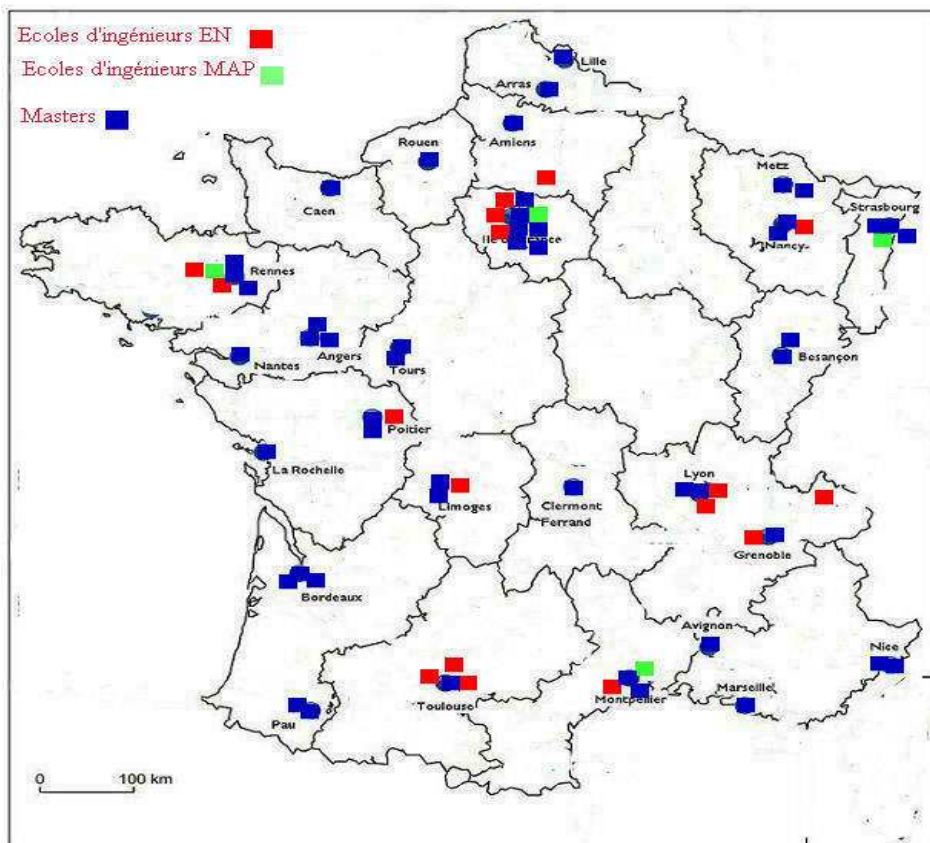 Ecoles d'ingénieurs EN
Ecoles d'ingénieurs MAP
Masters
Lille
Arras
Amiens
Rouen
Caen
Metz
Strasbourg
Nancy
Rennes
Angers
Nantes
Tours
Besançon
Poitier
La Rochelle
Limoges
Clermont
Ferrand
Lyon
Grenoble
Bordeaux
Avignon
Nice
Marseille
Montpellier
Toulouse
Pau
0 100 km